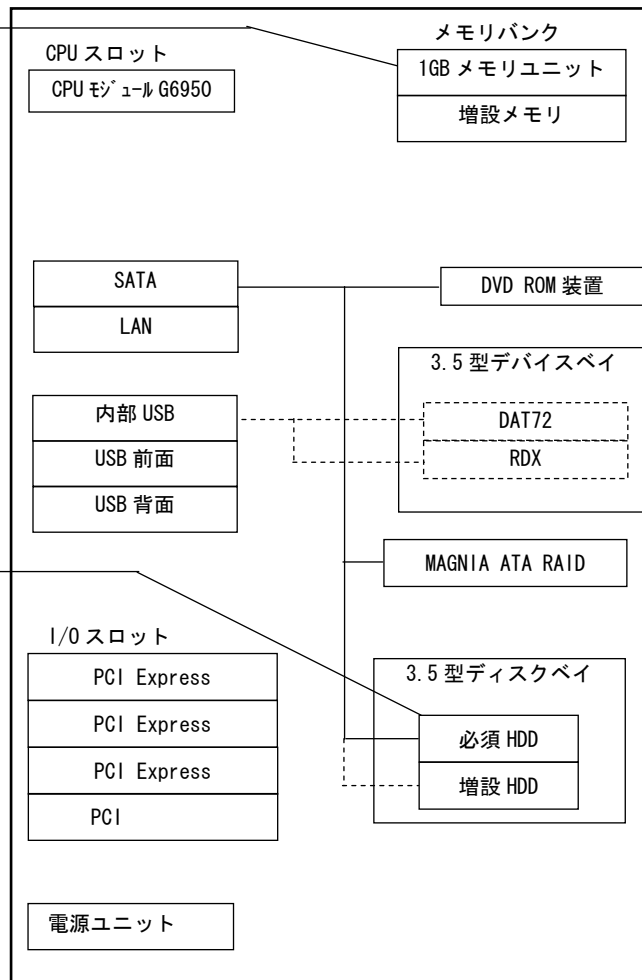 メモリバンク
CPU スロット
1GB メモリユニット
CPU ﾓｼﾞｭｰﾙ G6950
増設メモリ
SATA
DVD ROM 装置
LAN
3.5 型デバイスベイ
内部 USB
DAT72
USB 前面
RDX
USB 背面
MAGNIA ATA RAID
I/O スロット
3.5 型ディスクベイ
PCI Express
PCI Express
必須 HDD
PCI Express
増設 HDD
PCI
電源ユニット